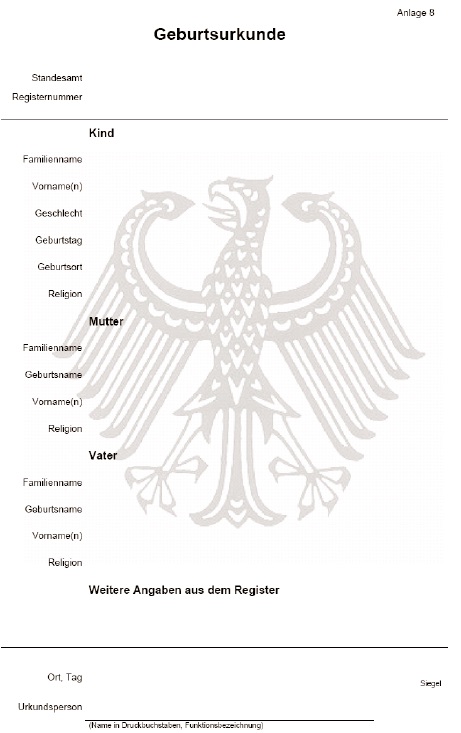 Anlage 8
Geburtsurkunde
Standesamt
Registernummer
Kind
Familienname
Vorname(n)
Geschlecht
Geburtstag
Geburtsort
Religion
Mutter
Familienname
Geburtsname
Vorname(n)
Religion
Vater
Familienname
Geburtsname
Vorname(n)
Religion
Weitere Angaben aus dem Register
Ort, Tag
Siegel
Urkundsperson
(Name in Druckbuchstaben, Funktionsbezeichnung)